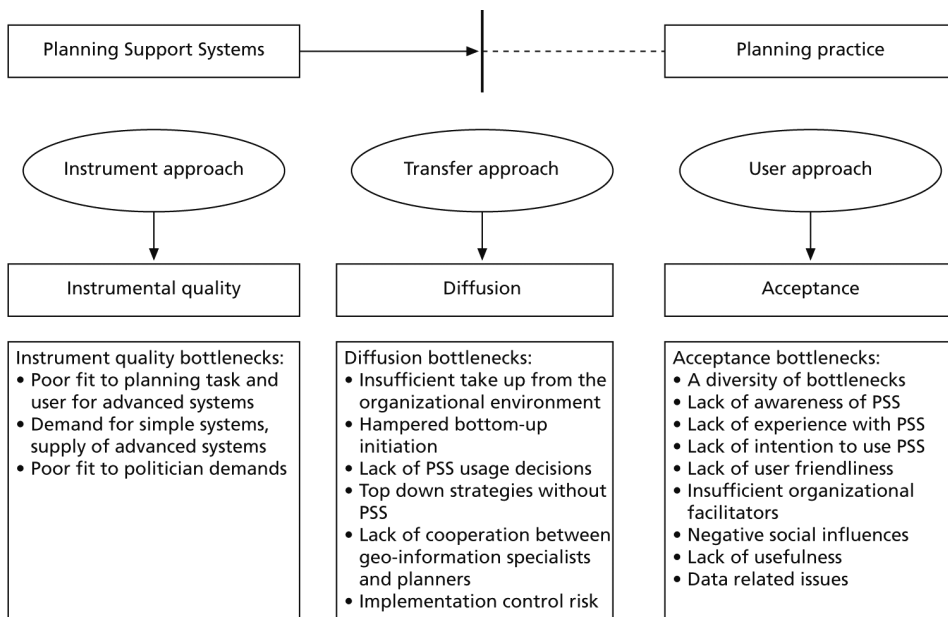 Planning Support Systems
Planning practice
Instrument approach
Transfer approach
User approach
Instrumental quality
Diffusion
Acceptance
Instrument quality bottlenecks:
• Poor fit to planning task and
user for advanced systems
• Demand for simple systems,
supply of advanced systems
• Poor fit to politician demands
Diffusion bottlenecks:
• Insufficient take up from the
organizational environment
• Hampered bottom-up
initiation
• Lack of PSS usage decisions
• Top down strategies without
PSS
• Lack of cooperation between
geo-information specialists
and planners
• Implementation control risk
Acceptance bottlenecks:
• A diversity of bottlenecks
• Lack of awareness of PSS
• Lack of experience with PSS
• Lack of intention to use PSS
• Lack of user friendliness
• Insufficient organizational
facilitators
• Negative social influences
• Lack of usefulness
• Data related issues